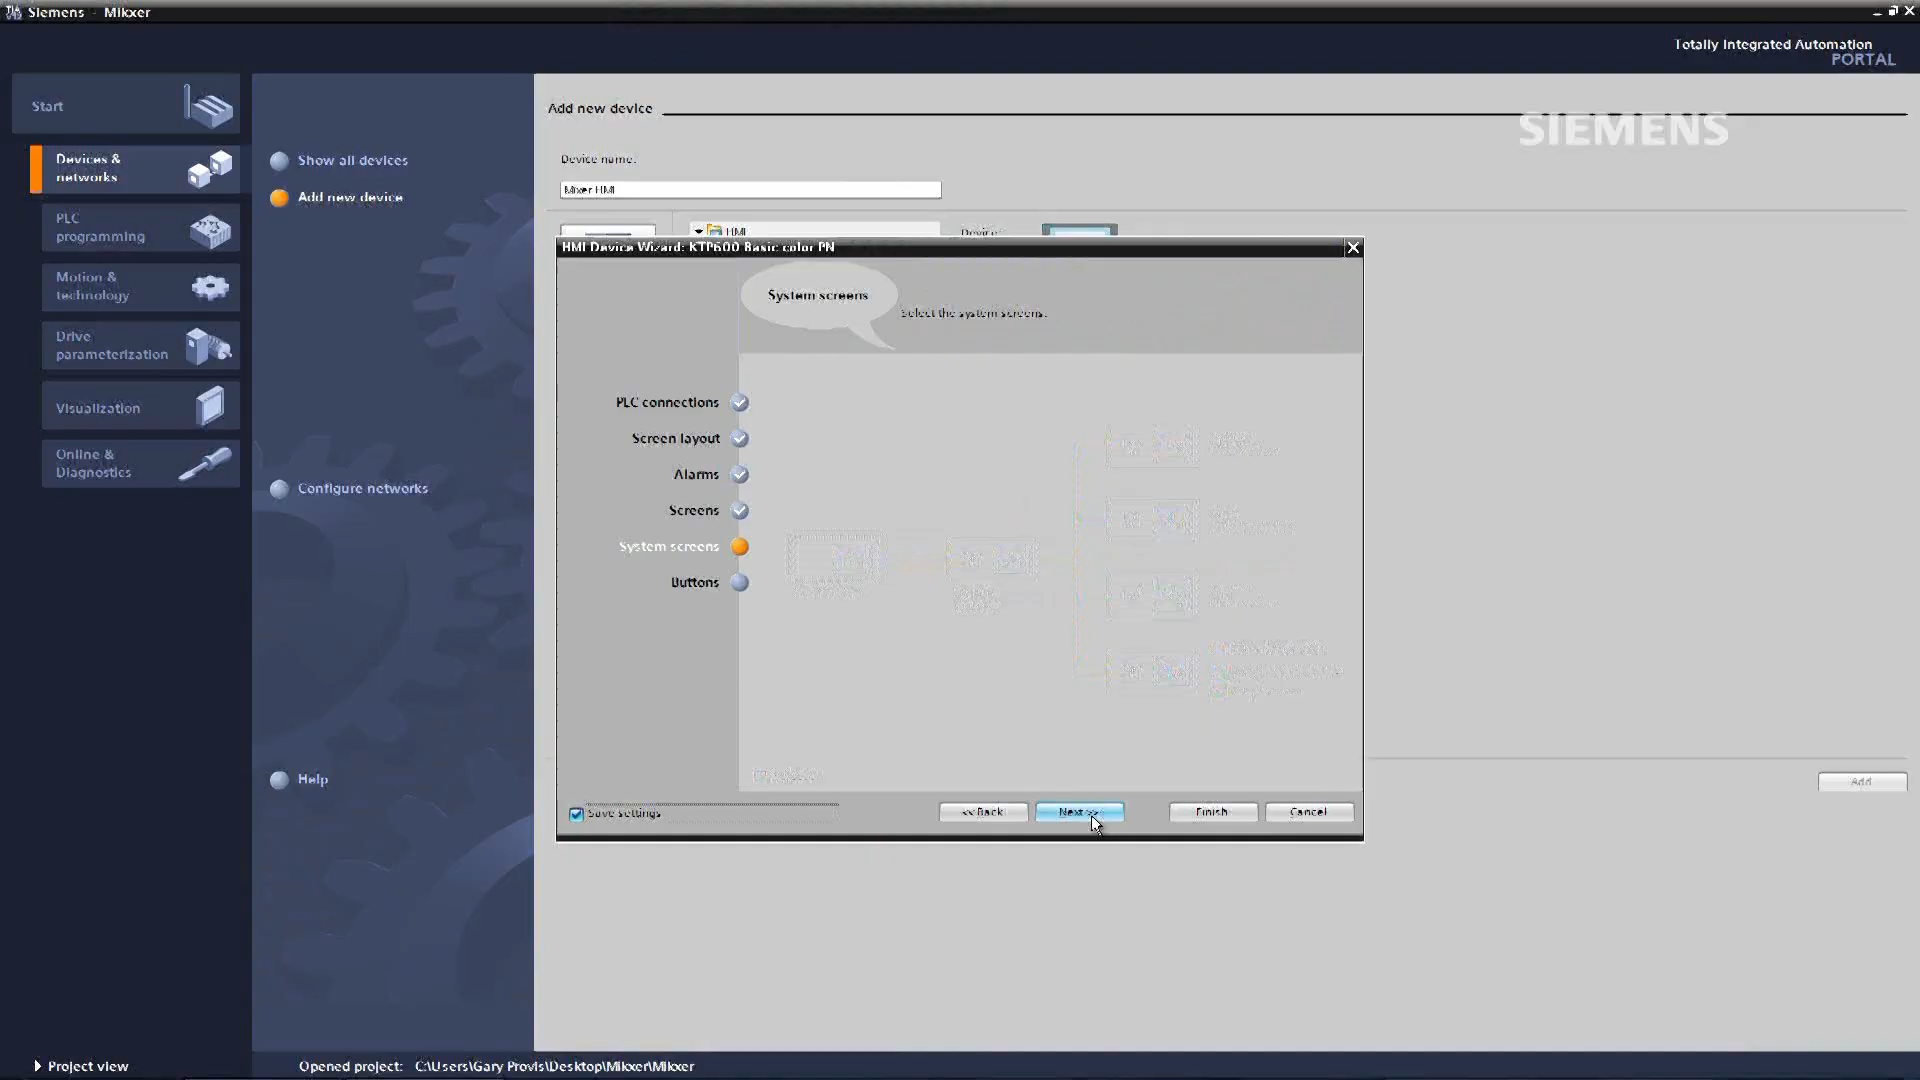 Siemens - Mikxer
Totally Integrated Automation
PORTAL
Start
Devices &
networks
PLC
programming
Motion &
technology
Drive
parameterization
Visualization
Online &
Diagnostics
Show all devices
Add new device
Configure networks
Help
Add new device
SIEMENS
Device name:
Mixer HMI
HMI
Device:
HMI Device Wizard: KTP600 Basic color PN
System screens
Select the system screens.
PLC connections
Screen layout
Alarms
Screens
System screens
Buttons
Save settings
<< Back
Next >>
Finish
Cancel
Add
Project view
Opened project: C:\Users\Gary Provis\Desktop\Mikxer\Mikxer